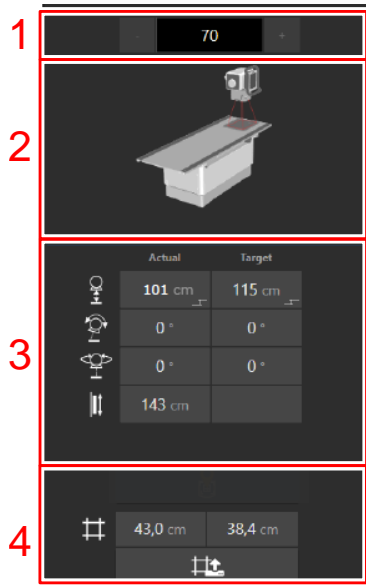 1
- 70 +
2
3
Actual Target
101 cm 115 cm
0 ° 0 °
0 ° 0 °
143 cm
4
43,0 cm 38,4 cm